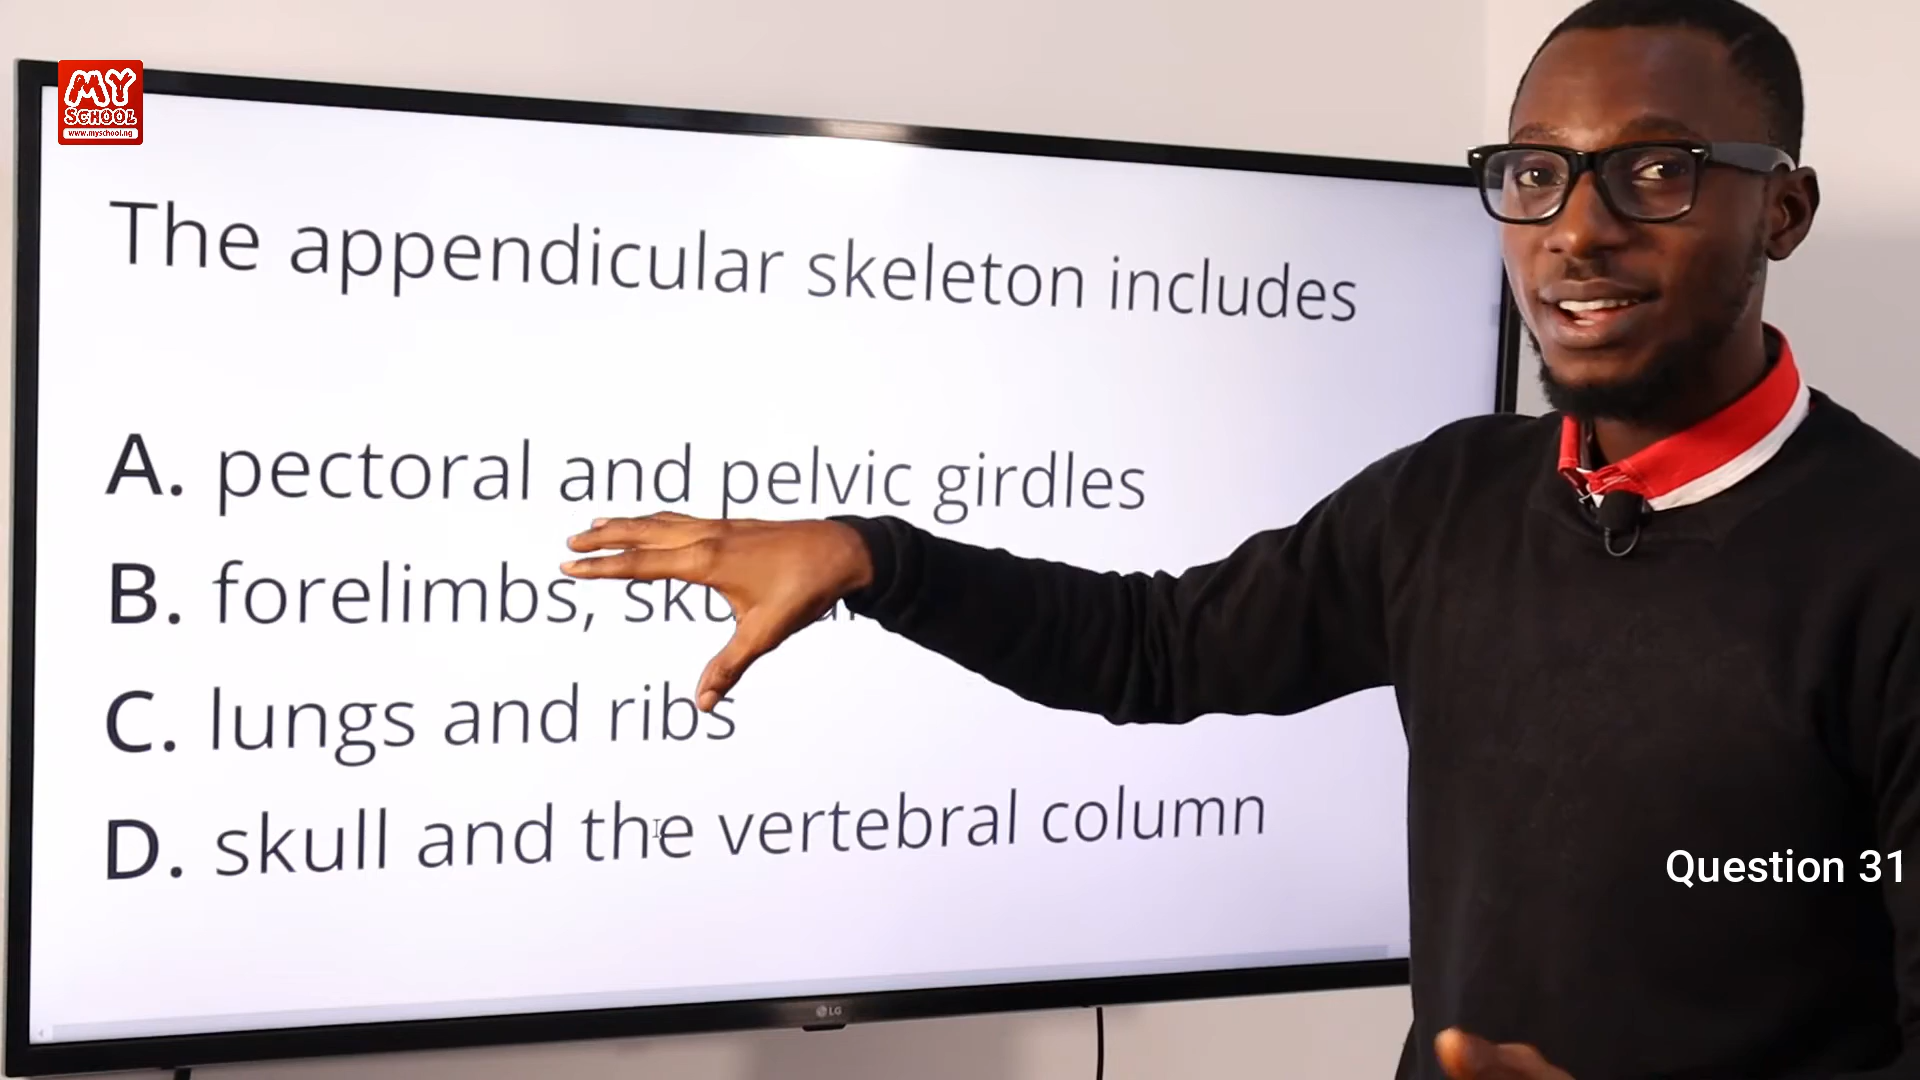 MY
SCHOOL
www.myschool.ng
The appendicular skeleton includes
A. pectoral and pelvic girdles
B. forelimbs,
C. lungs and ribs
D. skull and the vertebral column
Question 31
LG